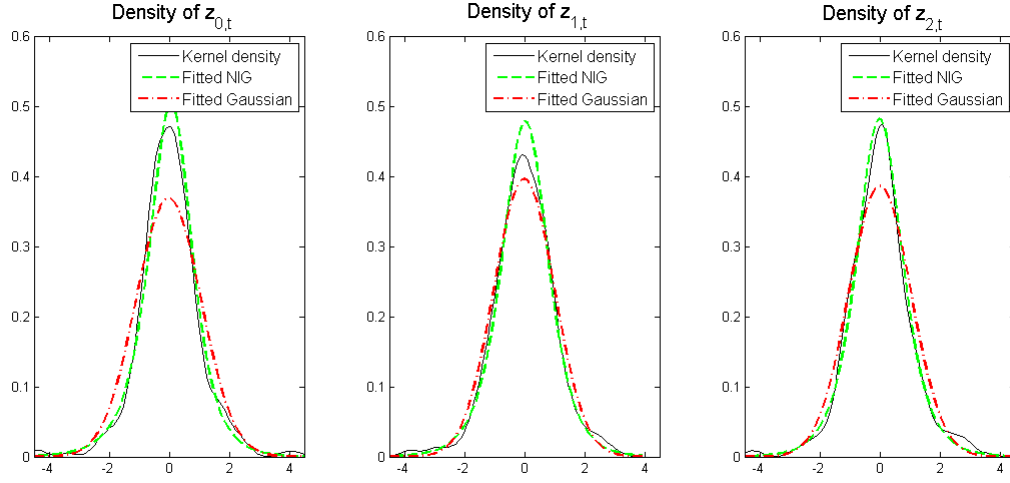 Density of z0,t
0.6
0.5
0.4
0.3
0.2
0.1
0
-4 -2 0 2 4
Kernel density
Fitted NIG
Fitted Gaussian
Density of z1,t
0.6
0.5
0.4
0.3
0.2
0.1
0
-4 -2 0 2 4
Kernel density
Fitted NIG
Fitted Gaussian
Density of z2,t
0.6
0.5
0.4
0.3
0.2
0.1
0
-4 -2 0 2 4
Kernel density
Fitted NIG
Fitted Gaussian